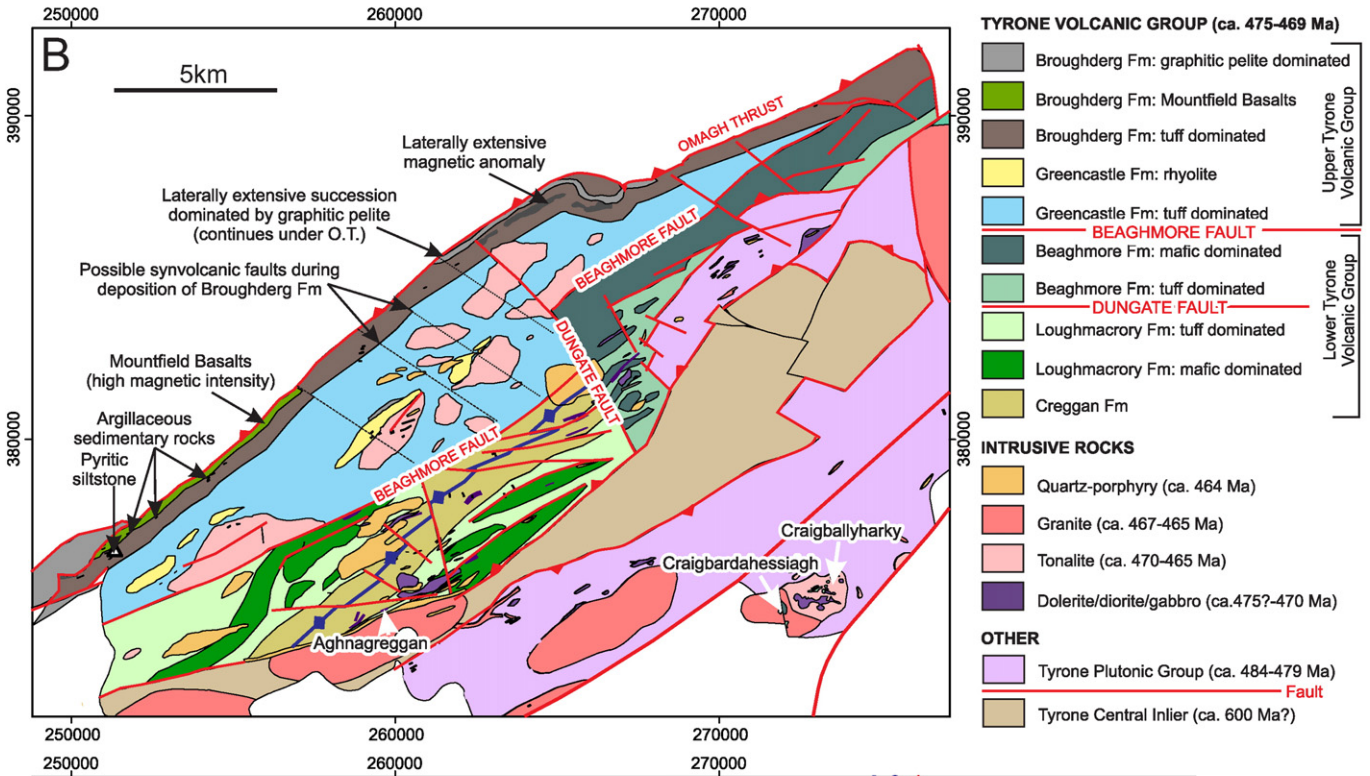 250000
260000
270000
B
5km
390000
380000
390000
380000
OMAGH THRUST
Laterally extensive
magnetic anomaly
Laterally extensive succession
dominated by graphitic pelite
(continues under O.T.)
BEAGHMORE FAULT
Possible synvolcanic faults during
deposition of Broughderg Fm
DUNGATE FAULT
Mountfield Basalts
(high magnetic intensity)
Argillaceous
sedimentary rocks
Pyritic
siltstone
BEAGHMORE FAULT
Craigballyharky
Craigbardahessiagh
Aghnagreggan
250000
260000
270000
250000
260000
270000
TYRONE VOLCANIC GROUP (ca. 475-469 Ma)
Broughderg Fm: graphitic pelite dominated
Broughderg Fm: Mountfield Basalts
Broughderg Fm: tuff dominated
Greencastle Fm: rhyolite
Greencastle Fm: tuff dominated
Upper Tyrone
Volcanic Group
BEAGHMORE FAULT
Beaghmore Fm: mafic dominated
Beaghmore Fm: tuff dominated
DUNGATE FAULT
Loughmacrory Fm: tuff dominated
Loughmacrory Fm: mafic dominated
Creggan Fm
Lower Tyrone
Volcanic Group
INTRUSIVE ROCKS
Quartz-porphyry (ca. 464 Ma)
Granite (ca. 467-465 Ma)
Tonalite (ca. 470-465 Ma)
Dolerite/diorite/gabbro (ca.475?-470 Ma)
OTHER
Tyrone Plutonic Group (ca. 484-479 Ma)
Fault
Tyrone Central Inlier (ca. 600 Ma?)